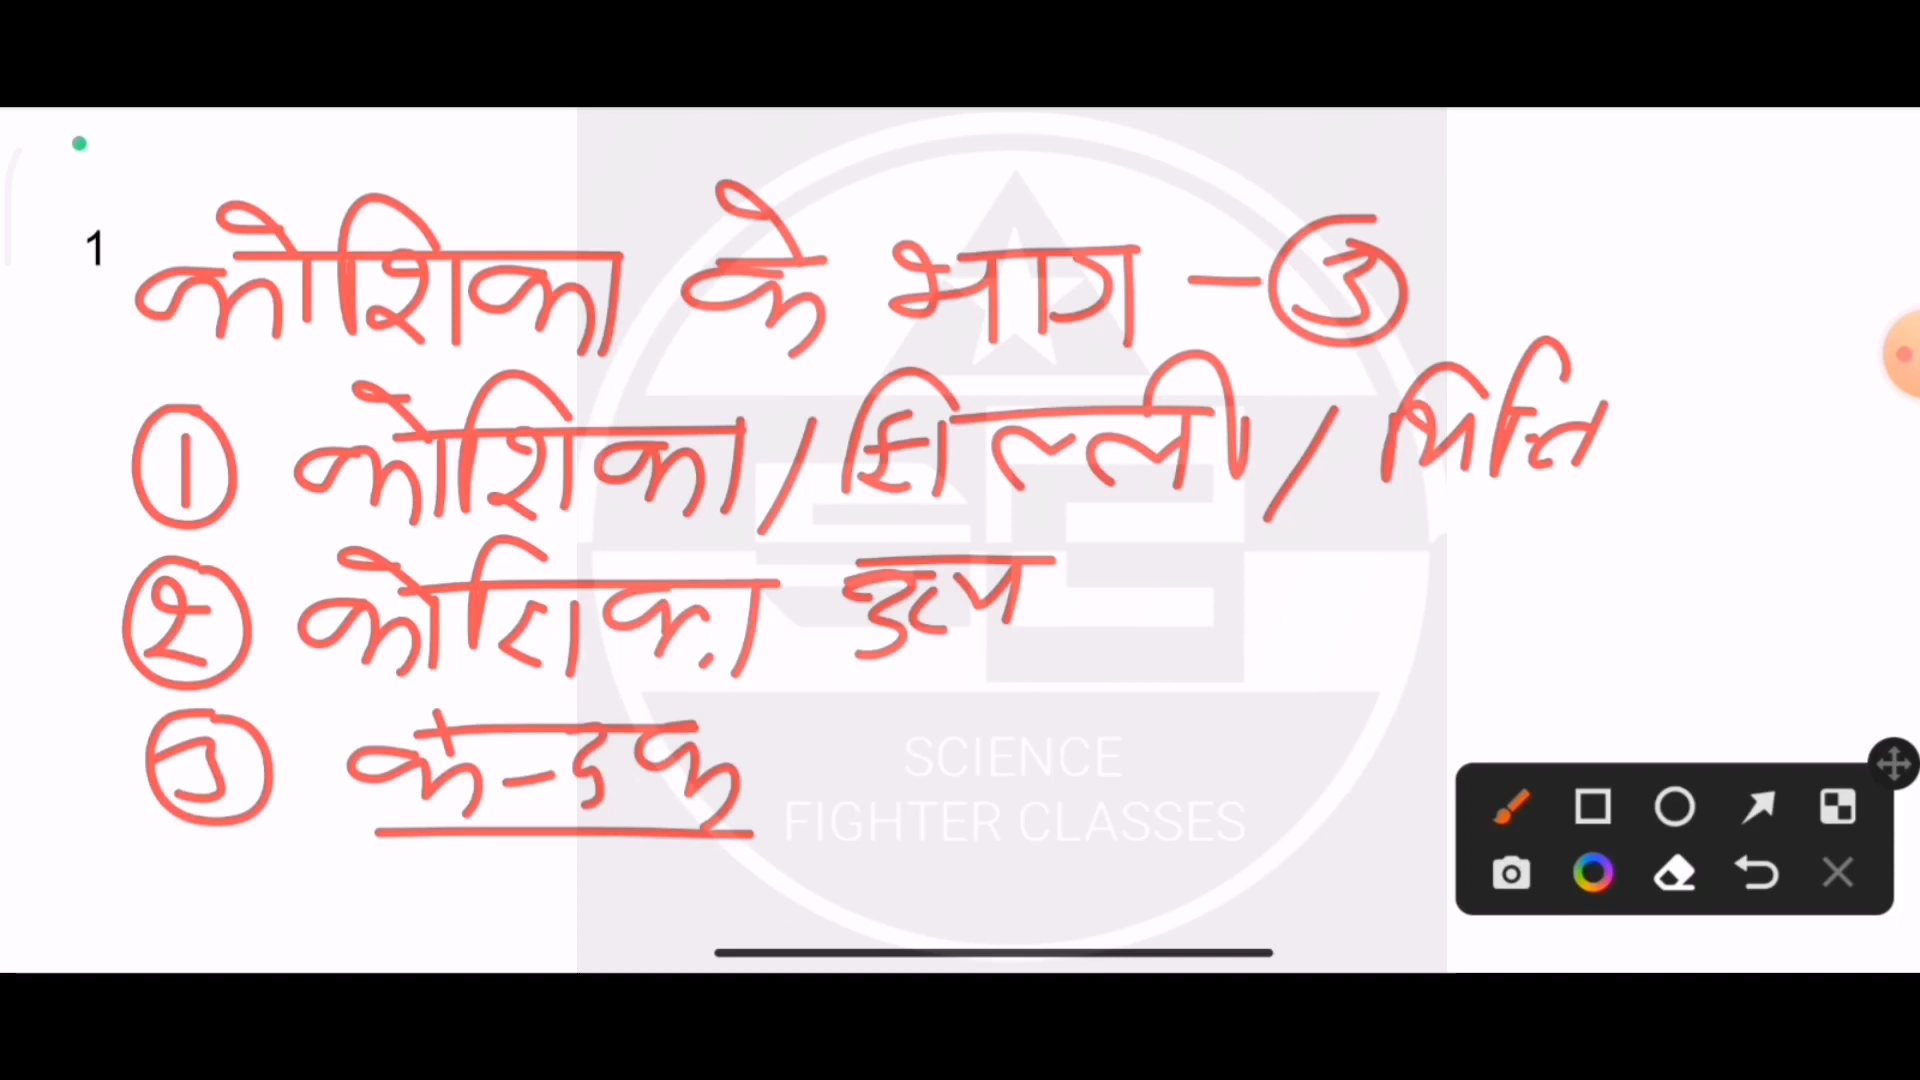 1 कोशिका के भाग - ③
① कोशिका / झिल्ली / भित्ति
② कोशिका द्रव्य
③ केन्द्रक
SCIENCE
FIGHTER CLASSES